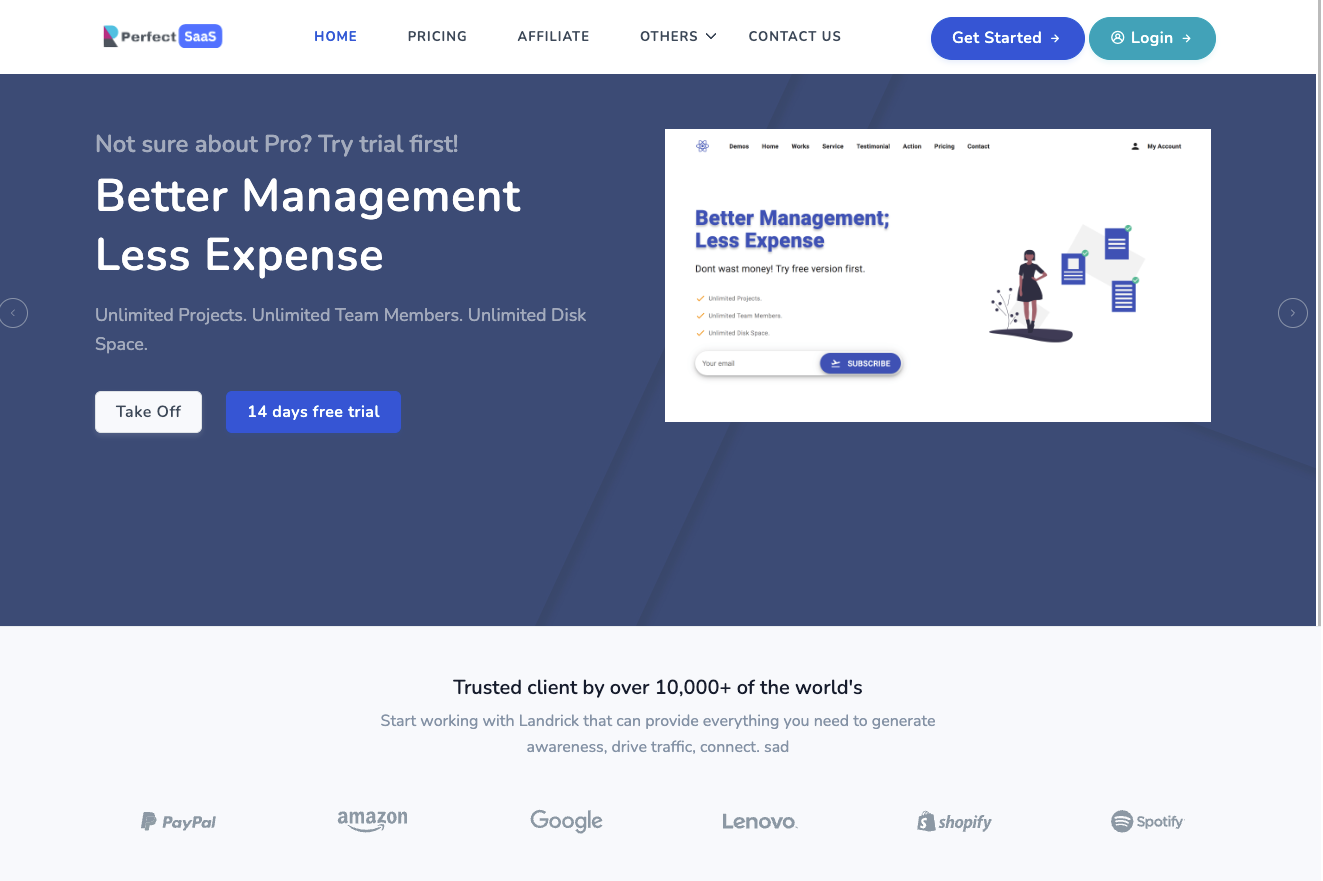 Perfect SaaS
HOME
PRICING
AFFILIATE
OTHERS
CONTACT US
Get Started
Login
Not sure about Pro? Try trial first!
Better Management
Less Expense
Unlimited Projects. Unlimited Team Members. Unlimited Disk
Space.
Take Off
14 days free trial
Demos Home Works Service Testimonial Action Pricing Contact My Account
Better Management;
Less Expense
Dont wast money! Try free version first.
Unlimited Projects.
Unlimited Team Members.
Unlimited Disk Space.
Your email
SUBSCRIBE
Trusted client by over 10,000+ of the world's
Start working with Landrick that can provide everything you need to generate
awareness, drive traffic, connect. sad
PayPal
amazon
Google
Lenovo
shopify
Spotify